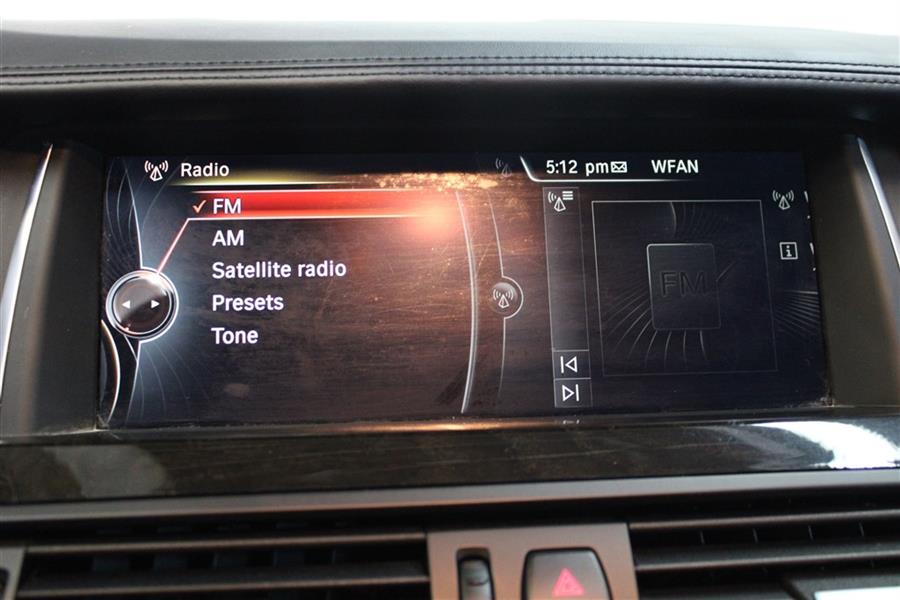 Radio
5:12 pm WFAN
✓ FM
AM
Satellite radio
Presets
Tone
FM